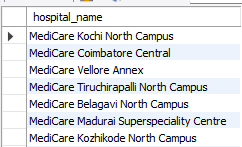 hospital_name
MediCare Kochi North Campus
MediCare Coimbatore Central
MediCare Vellore Annex
MediCare Tiruchirapalli North Campus
MediCare Belagavi North Campus
MediCare Madurai Superspeciality Centre
MediCare Kozhikode North Campus